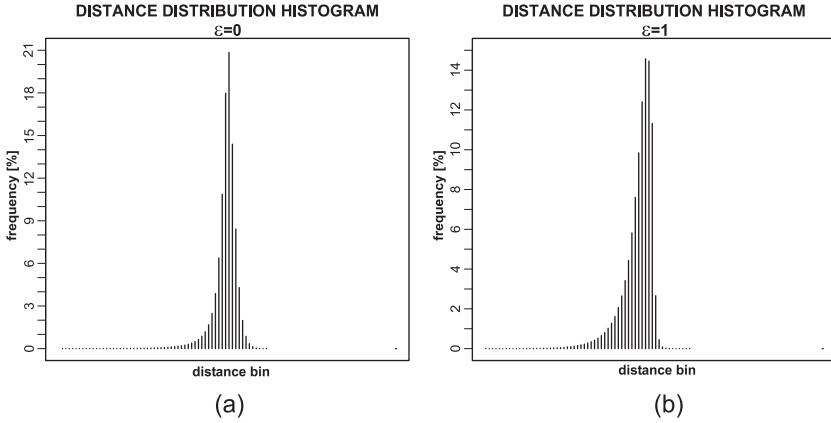 DISTANCE DISTRIBUTION HISTOGRAM
ε=0
frequency [%]
21
18
15
12
9
6
3
0
distance bin
(a)
DISTANCE DISTRIBUTION HISTOGRAM
ε=1
frequency [%]
14
12
10
8
6
4
2
0
distance bin
(b)